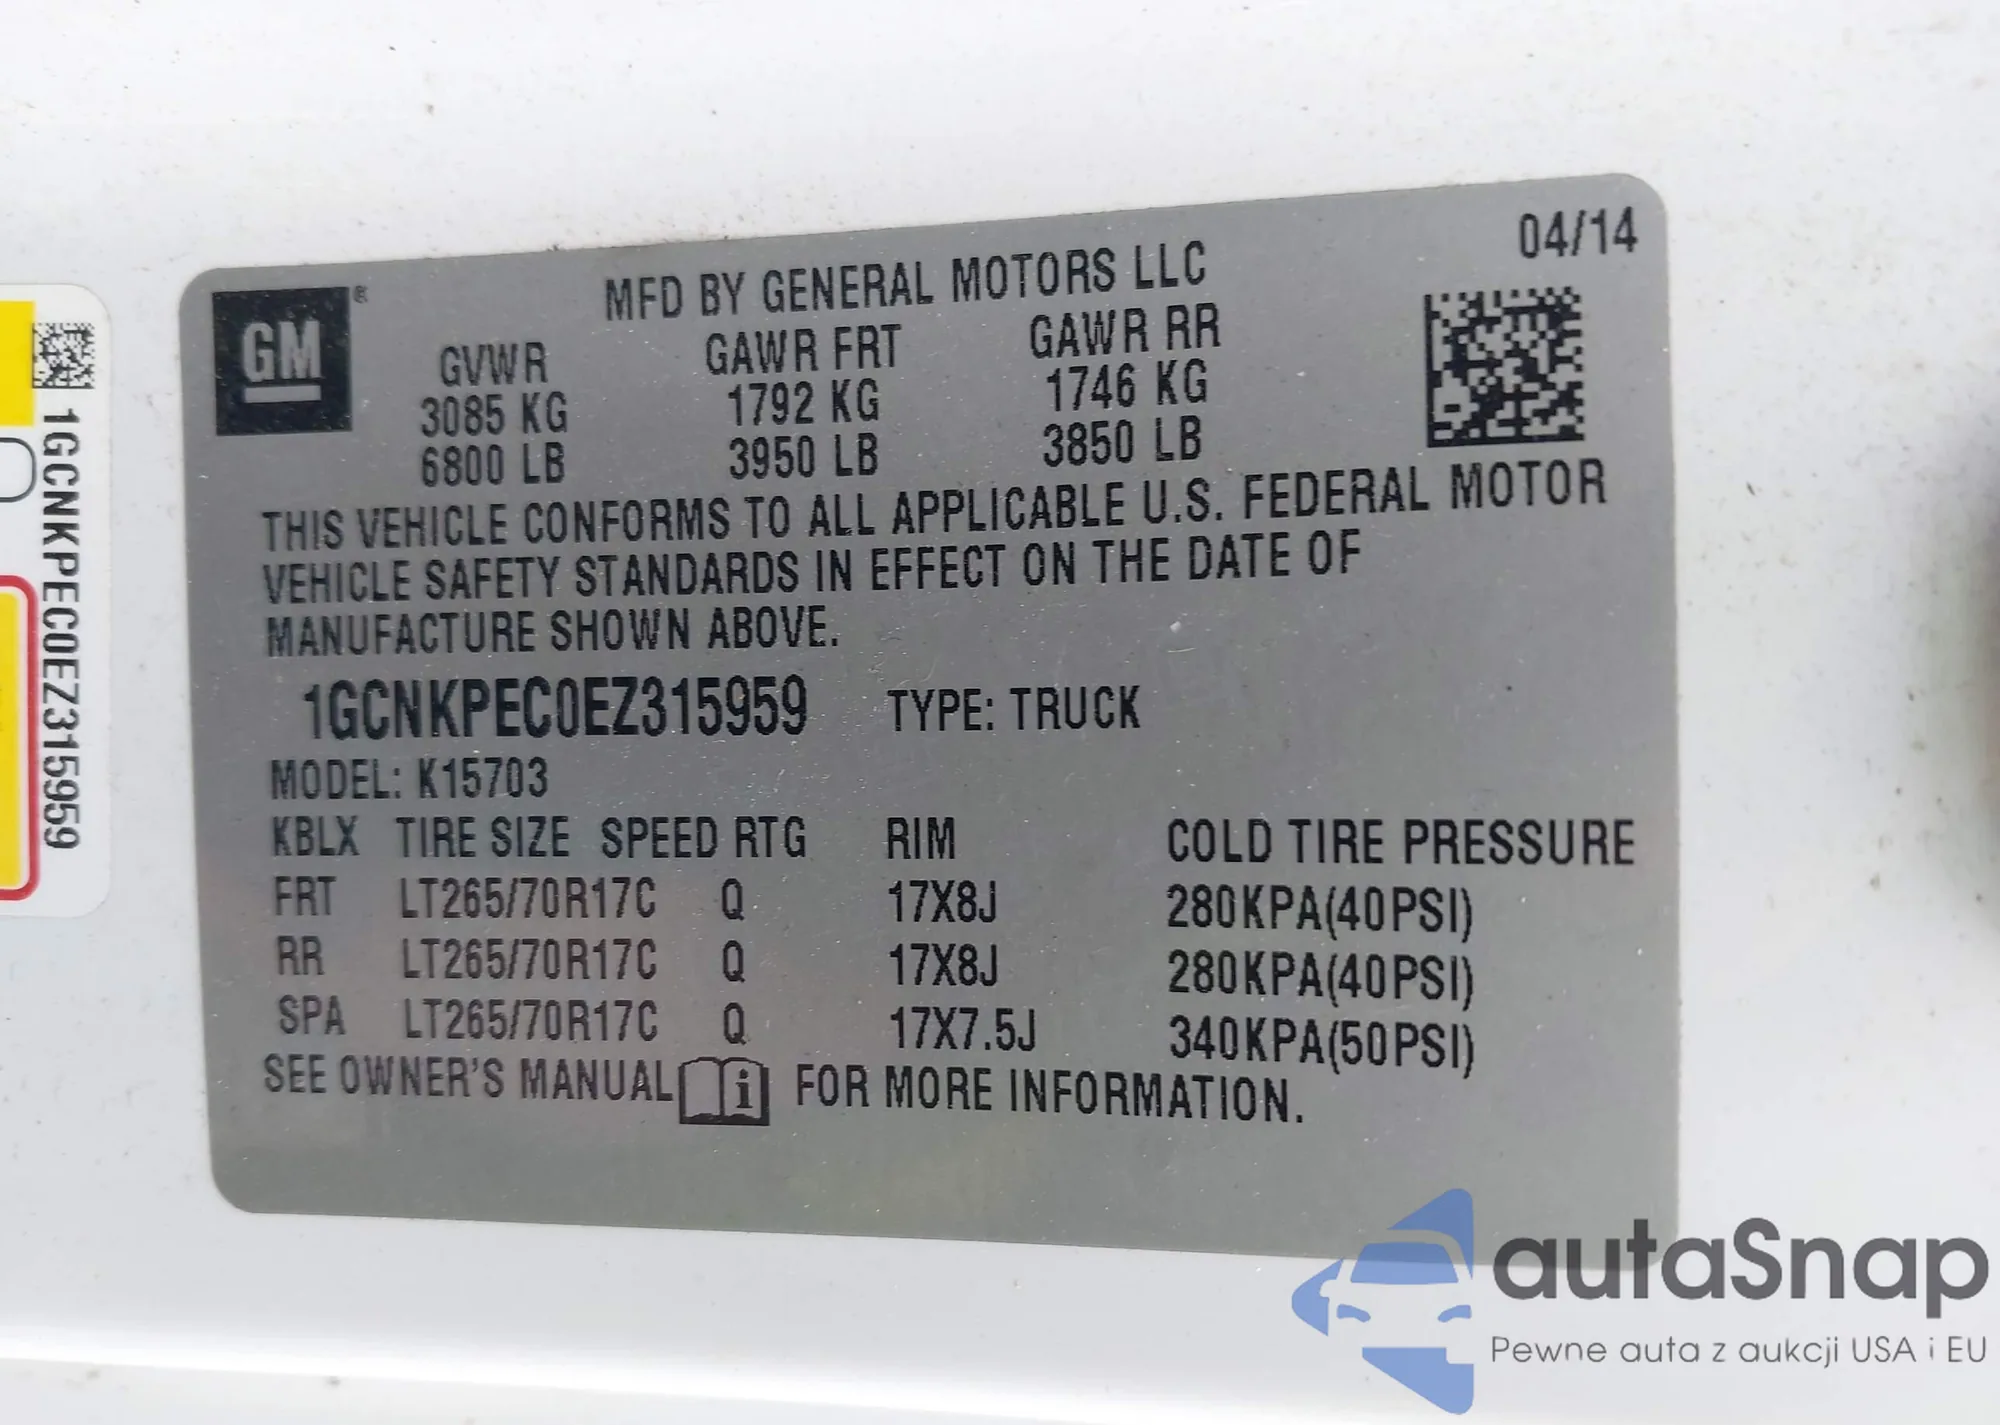 04/14
MFD BY GENERAL MOTORS LLC
GM®
GVWR GAWR FRT GAWR RR
3085 KG 1792 KG 1746 KG
6800 LB 3950 LB 3850 LB
THIS VEHICLE CONFORMS TO ALL APPLICABLE U.S. FEDERAL MOTOR
VEHICLE SAFETY STANDARDS IN EFFECT ON THE DATE OF
MANUFACTURE SHOWN ABOVE.
1GCNKPEC0EZ315959 TYPE: TRUCK
MODEL: K15703
KBLX TIRE SIZE SPEED RTG RIM COLD TIRE PRESSURE
FRT LT265/70R17C Q 17X8J 280KPA(40PSI)
RR LT265/70R17C Q 17X8J 280KPA(40PSI)
SPA LT265/70R17C Q 17X7.5J 340KPA(50PSI)
SEE OWNER'S MANUAL i FOR MORE INFORMATION.
1GCNKPEC0EZ315959
autaSnap
Pewne auta z aukcji USA i EU